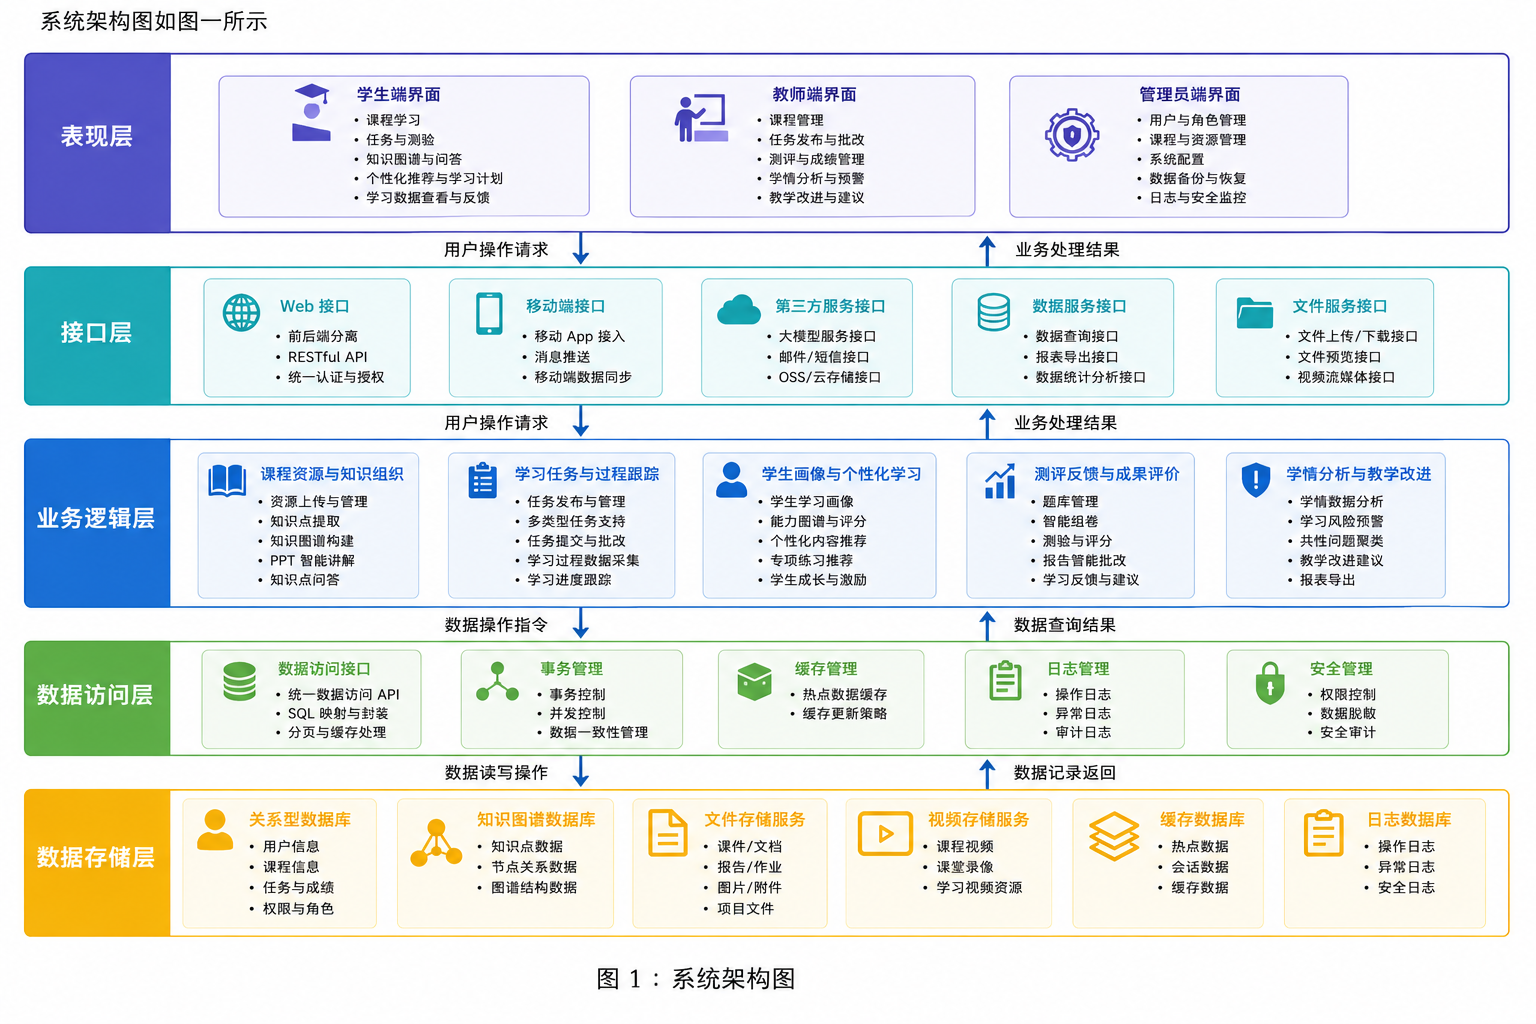 系统架构图如图一所示
表现层
学生端界面
• 课程学习
• 任务与测验
• 知识图谱与问答
• 个性化推荐与学习计划
• 学习数据查看与反馈
教师端界面
• 课程管理
• 任务发布与批改
• 测评与成绩管理
• 学情分析与预警
• 教学改进与建议
管理员端界面
• 用户与角色管理
• 课程与资源管理
• 系统配置
• 数据备份与恢复
• 日志与安全监控
用户操作请求
业务处理结果
接口层
Web 接口
• 前后端分离
• RESTful API
• 统一认证与授权
移动端接口
• 移动 App 接入
• 消息推送
• 移动端数据同步
第三方服务接口
• 大模型服务接口
• 邮件/短信接口
• OSS/云存储接口
数据服务接口
• 数据查询接口
• 报表导出接口
• 数据统计分析接口
文件服务接口
• 文件上传/下载接口
• 文件预览接口
• 视频流媒体接口
用户操作请求
业务处理结果
业务逻辑层
课程资源与知识组织
• 资源上传与管理
• 知识点提取
• 知识图谱构建
• PPT 智能讲解
• 知识点问答
学习任务与过程跟踪
• 任务发布与管理
• 多类型任务支持
• 任务提交与批改
• 学习过程数据采集
• 学习进度跟踪
学生画像与个性化学习
• 学生学习画像
• 能力图谱与评分
• 个性化内容推荐
• 专项练习推荐
• 学生成长与激励
测评反馈与成果评价
• 题库管理
• 智能组卷
• 测验与评分
• 报告管能批改
• 学习反馈与建议
学情分析与教学改进
• 学情数据分析
• 学习风险预警
• 共性问题聚类
• 教学改进建议
• 报表导出
数据操作指令
数据查询结果
数据访问层
数据访问接口
• 统一数据访问 API
• SQL 映射与封装
• 分页与缓存处理
事务管理
• 事务控制
• 并发控制
• 数据一致性管理
缓存管理
• 热点数据缓存
• 缓存更新策略
日志管理
• 操作日志
• 异常日志
• 审计日志
安全管理
• 权限控制
• 数据脱敏
• 安全审计
数据读写操作
数据记录返回
数据存储层
关系型数据库
• 用户信息
• 课程信息
• 任务与成绩
• 权限与角色
知识图谱数据库
• 知识点数据
• 节点关系数据
• 图谱结构数据
文件存储服务
• 课件/文档
• 报告/作业
• 图片/附件
• 项目文件
视频存储服务
• 课程视频
• 课堂录像
• 学习视频资源
缓存数据库
• 热点数据
• 会话数据
• 缓存数据
日志数据库
• 操作日志
• 异常日志
• 安全日志
图 1：系统架构图